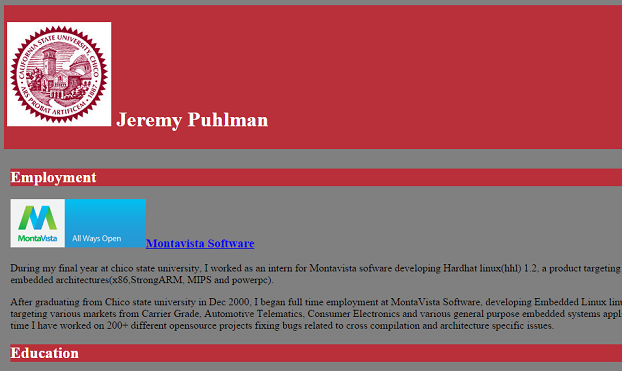 CALIFORNIA STATE UNIVERSITY, CHICO
ARS PROBAT ARTIFICEM 1887
Jeremy Puhlman
Employment
MontaVista All Ways Open Montavista Software
During my final year at chico state university, I worked as an intern for Montavista sofware developing Hardhat linux(hhl) 1.2, a product targeting
embedded architectures(x86,StrongARM, MIPS and powerpc).
After graduating from Chico state university in Dec 2000, I began full time employment at MontaVista Software, developing Embedded Linux
targeting various markets from Carrier Grade, Automotive Telematics, Consumer Electronics and various general purpose embedded systems
time I have worked on 200+ different opensource projects fixing bugs related to cross compilation and architecture specific issues.
Education